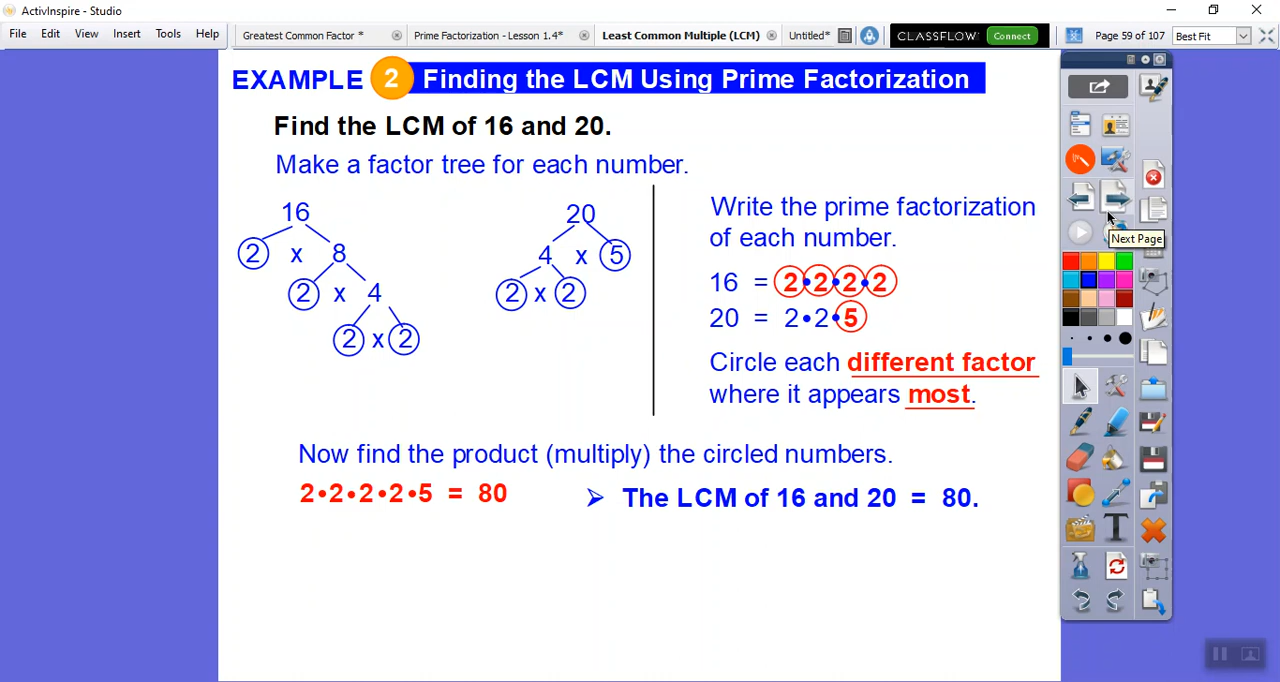 ActivInspire - Studio
File Edit View Insert Tools Help
Greatest Common Factor * Prime Factorization - Lesson 1.4* Least Common Multiple (LCM) Untitled* CLASSFLOW Connect Page 59 of 107 Best Fit
EXAMPLE 2 Finding the LCM Using Prime Factorization
Find the LCM of 16 and 20.
Make a factor tree for each number.
16
2 x 8
2 x 4
2 x 2
20
4 x 5
2 x 2
Write the prime factorization
of each number.
16 = 2•2•2•2
20 = 2•2•5
Circle each different factor
where it appears most.
Now find the product (multiply) the circled numbers.
2•2•2•2•5 = 80
➢ The LCM of 16 and 20 = 80.
Next Page
T